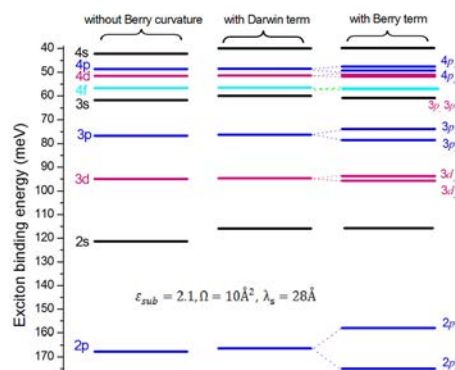 without Berry curvature
with Darwin term
with Berry term
Exciton binding energy (meV)
40
50
60
70
80
90
100
110
120
130
140
150
160
170
4s
4p
4d
4f
3s
3p
3d
2s
2p
4p
4p
3p
3p
3d
3d
2p
2p
ε_sub = 2.1, Ω = 10Å², λ_s = 28Å